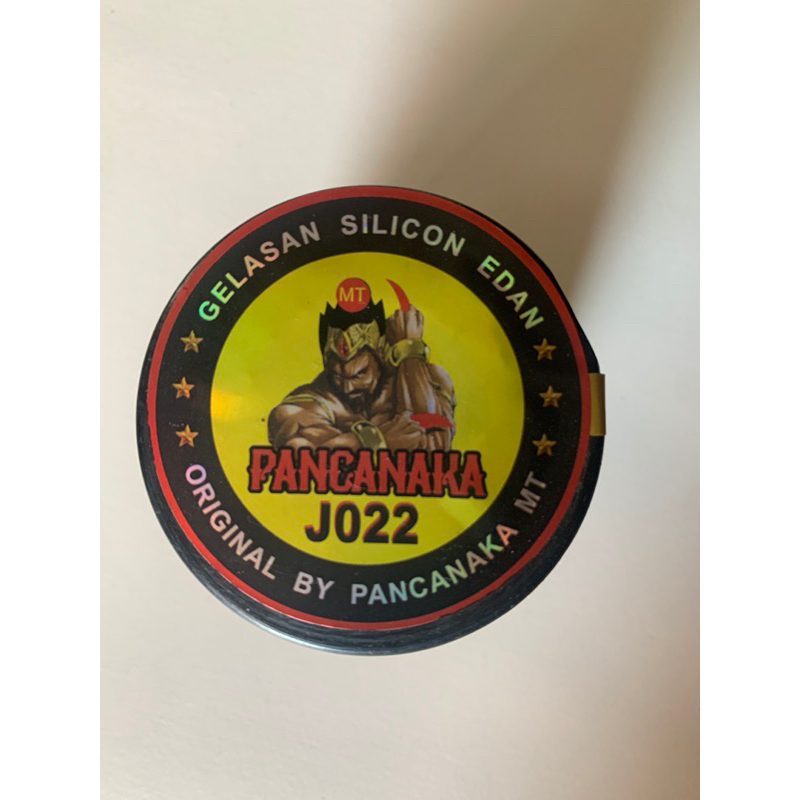 GELASAN SILICON EDAN
MT
PANCANAKA
J022
ORIGINAL BY PANCANAKA MT